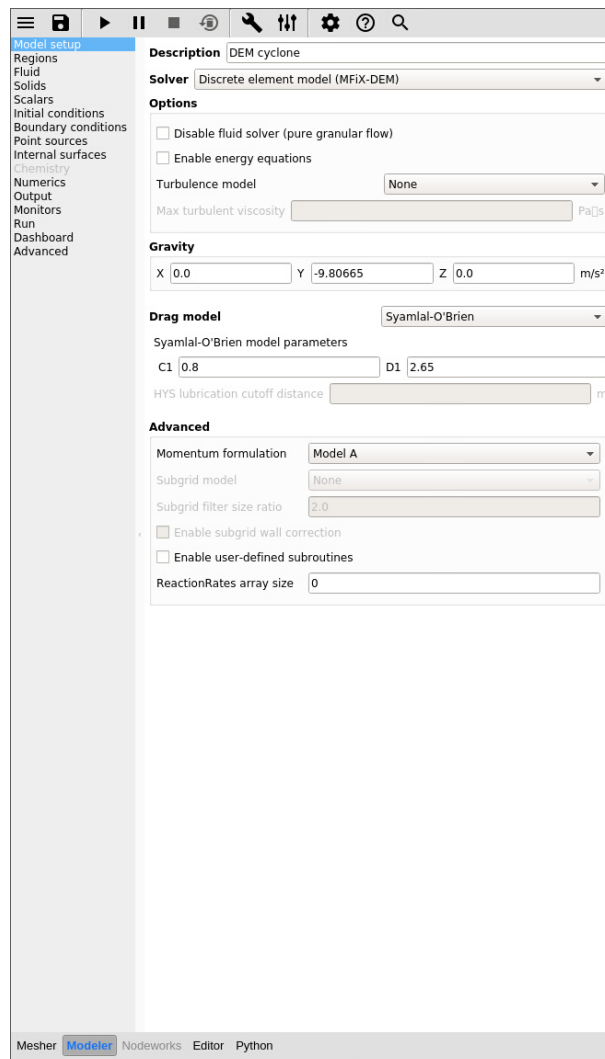 Model setup
Regions
Fluid
Solids
Scalars
Initial conditions
Boundary conditions
Point sources
Internal surfaces
Chemistry
Numerics
Output
Monitors
Run
Dashboard
Advanced
Description DEM cyclone
Solver Discrete element model (MFiX-DEM)
Options
Disable fluid solver (pure granular flow)
Enable energy equations
Turbulence model None
Max turbulent viscosity Pa▯s
Gravity
X 0.0 Y -9.80665 Z 0.0 m/s²
Drag model Syamlal-O'Brien
Syamlal-O'Brien model parameters
C1 0.8 D1 2.65
HYS lubrication cutoff distance m
Advanced
Momentum formulation Model A
Subgrid model None
Subgrid filter size ratio 2.0
Enable subgrid wall correction
Enable user-defined subroutines
ReactionRates array size 0
Mesher Modeler Nodeworks Editor Python